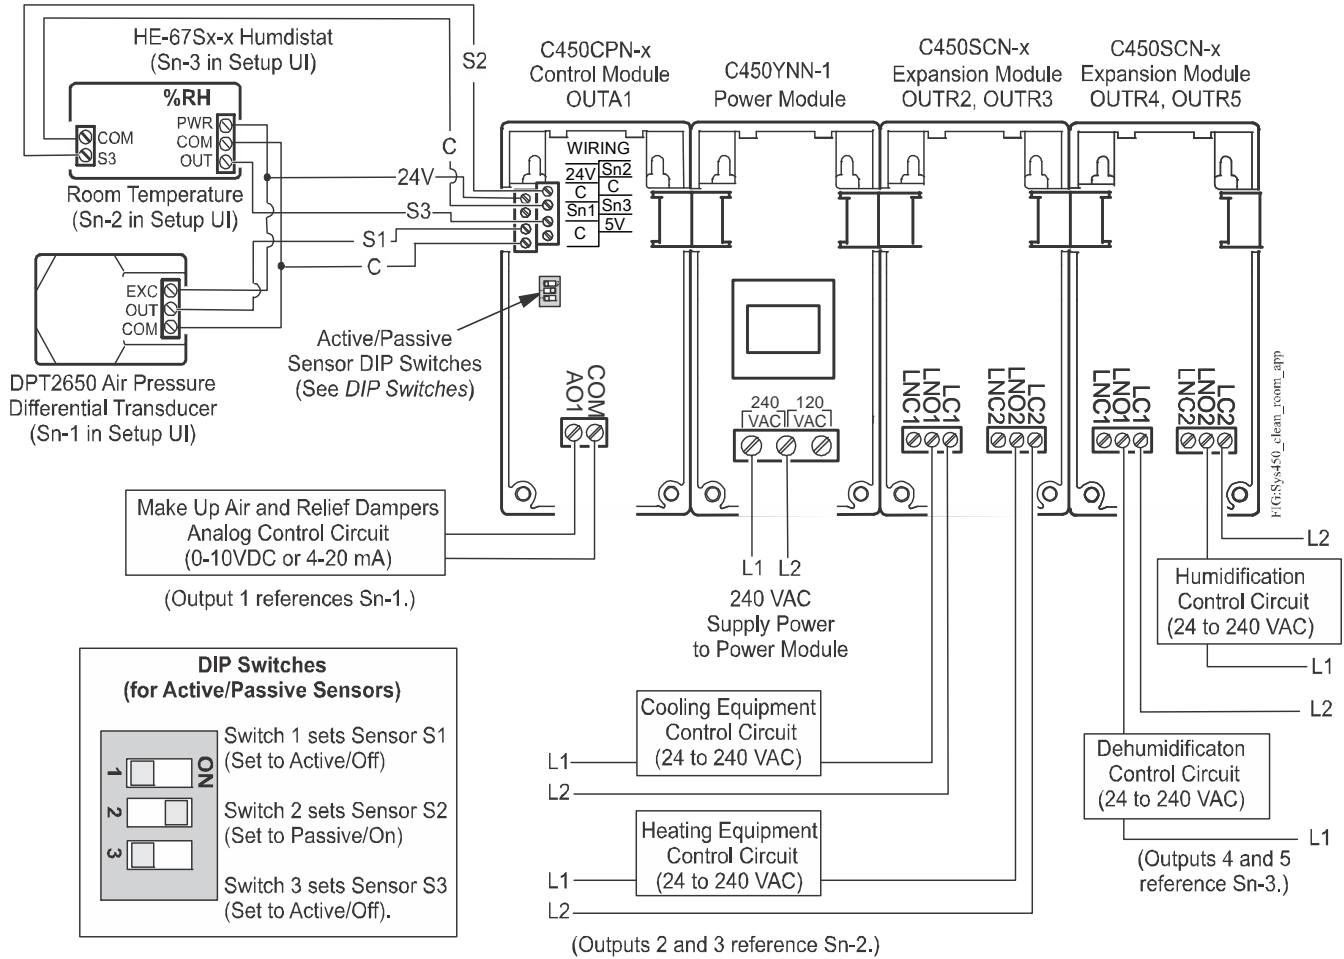 HE-67Sx-x Humdistat
(Sn-3 in Setup UI)
%RH
PWR
COM
OUT
COM
S3
Room Temperature
(Sn-2 in Setup UI)
EXC
OUT
COM
DPT2650 Air Pressure
Differential Transducer
(Sn-1 in Setup UI)
S2
C
24V
S3
S1
C
C450CPN-x
Control Module
OUTA1
C450YNN-1
Power Module
C450SCN-x
Expansion Module
OUTR2, OUTR3
C450SCN-x
Expansion Module
OUTR4, OUTR5
WIRING
24V Sn2
C C
Sn1 Sn3
C 5V
Active/Passive
Sensor DIP Switches
(See DIP Switches)
AO1
COM
240 VAC
120 VAC
LNC1
LNO1
LC1
LNC2
LNO2
LC2
LNC1
LNO1
LC1
LNC2
LNO2
LC2
FIG:Sys450_clean_room_app
Make Up Air and Relief Dampers
Analog Control Circuit
(0-10VDC or 4-20 mA)
(Output 1 references Sn-1.)
L1 L2
240 VAC
Supply Power
to Power Module
L2
Humidification
Control Circuit
(24 to 240 VAC)
L1
L2
Dehumidificaton
Control Circuit
(24 to 240 VAC)
L1
(Outputs 4 and 5
reference Sn-3.)
Cooling Equipment
Control Circuit
(24 to 240 VAC)
L1
L2
Heating Equipment
Control Circuit
(24 to 240 VAC)
L1
L2
(Outputs 2 and 3 reference Sn-2.)
DIP Switches
(for Active/Passive Sensors)
ON
1
2
3
Switch 1 sets Sensor S1
(Set to Active/Off)
Switch 2 sets Sensor S2
(Set to Passive/On)
Switch 3 sets Sensor S3
(Set to Active/Off).